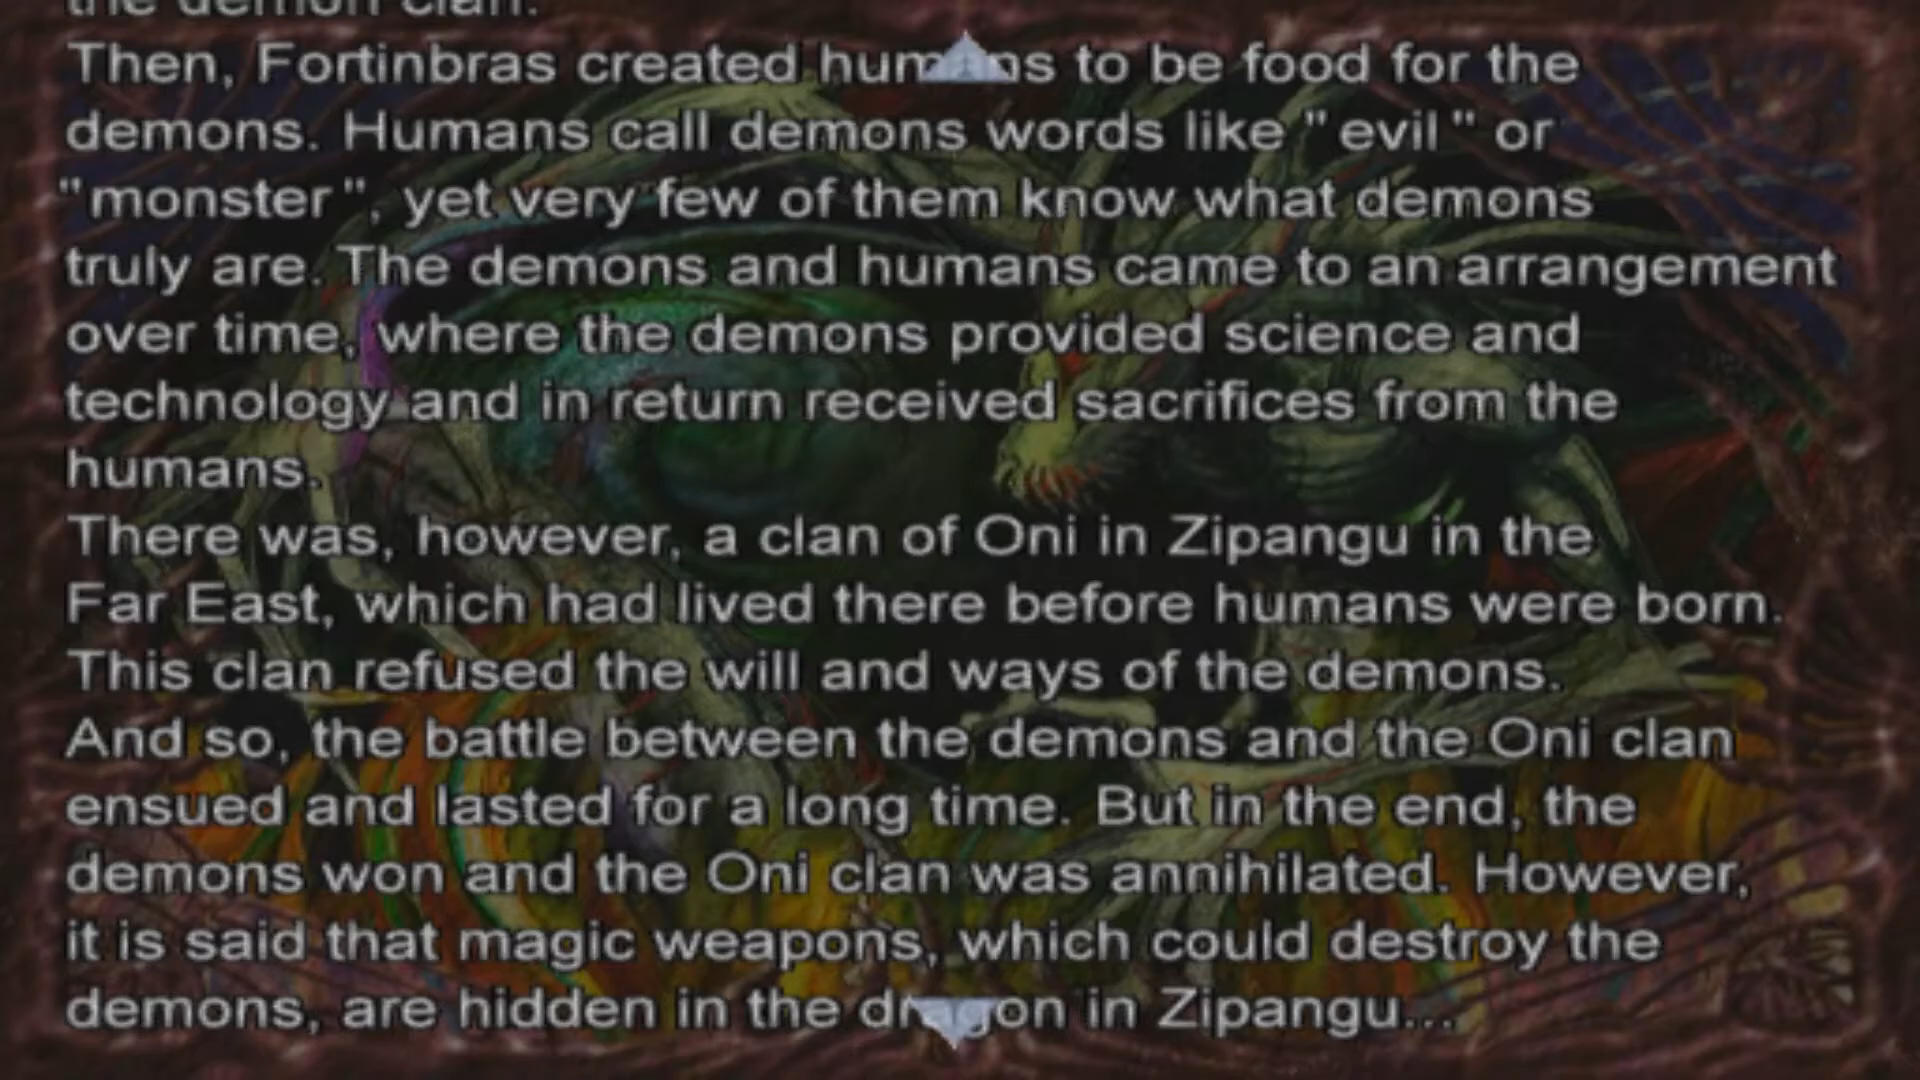 the demon clan.
Then, Fortinbras created humans to be food for the
demons. Humans call demons words like "evil" or
"monster", yet very few of them know what demons
truly are. The demons and humans came to an arrangement
over time, where the demons provided science and
technology and in return received sacrifices from the
humans.
There was, however, a clan of Oni in Zipangu in the
Far East, which had lived there before humans were born.
This clan refused the will and ways of the demons.
And so, the battle between the demons and the Oni clan
ensued and lasted for a long time. But in the end, the
demons won and the Oni clan was annihilated. However,
it is said that magic weapons, which could destroy the
demons, are hidden in the dragon in Zipangu...